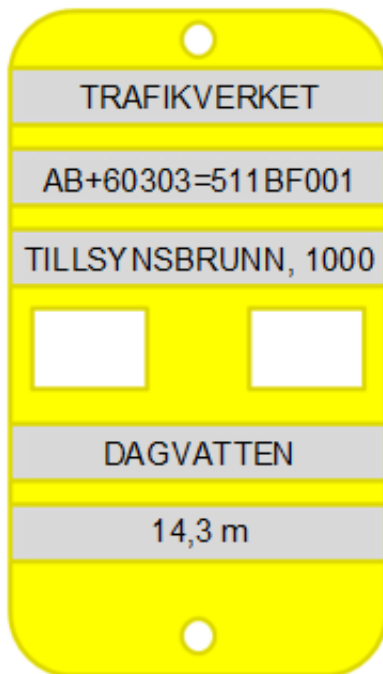 TRAFIKVERKET
AB+60303=511BF001
TILLSYNSBRUNN, 1000
DAGVATTEN
14,3 m